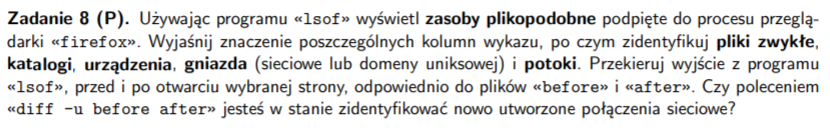 Zadanie 8 (P). Używając programu «lsof» wyświetl zasoby plikopodobne podpięte do procesu przeglą-
darki «firefox». Wyjaśnij znaczenie poszczególnych kolumn wykazu, po czym zidentyfikuj pliki zwykłe,
katalogi, urządzenia, gniazda (sieciowe lub domeny uniksowej) i potoki. Przekieruj wyjście z programu
«lsof», przed i po otwarciu wybranej strony, odpowiednio do plików «before» i «after». Czy poleceniem
«diff -u before after» jesteś w stanie zidentyfikować nowo utworzone połączenia sieciowe?